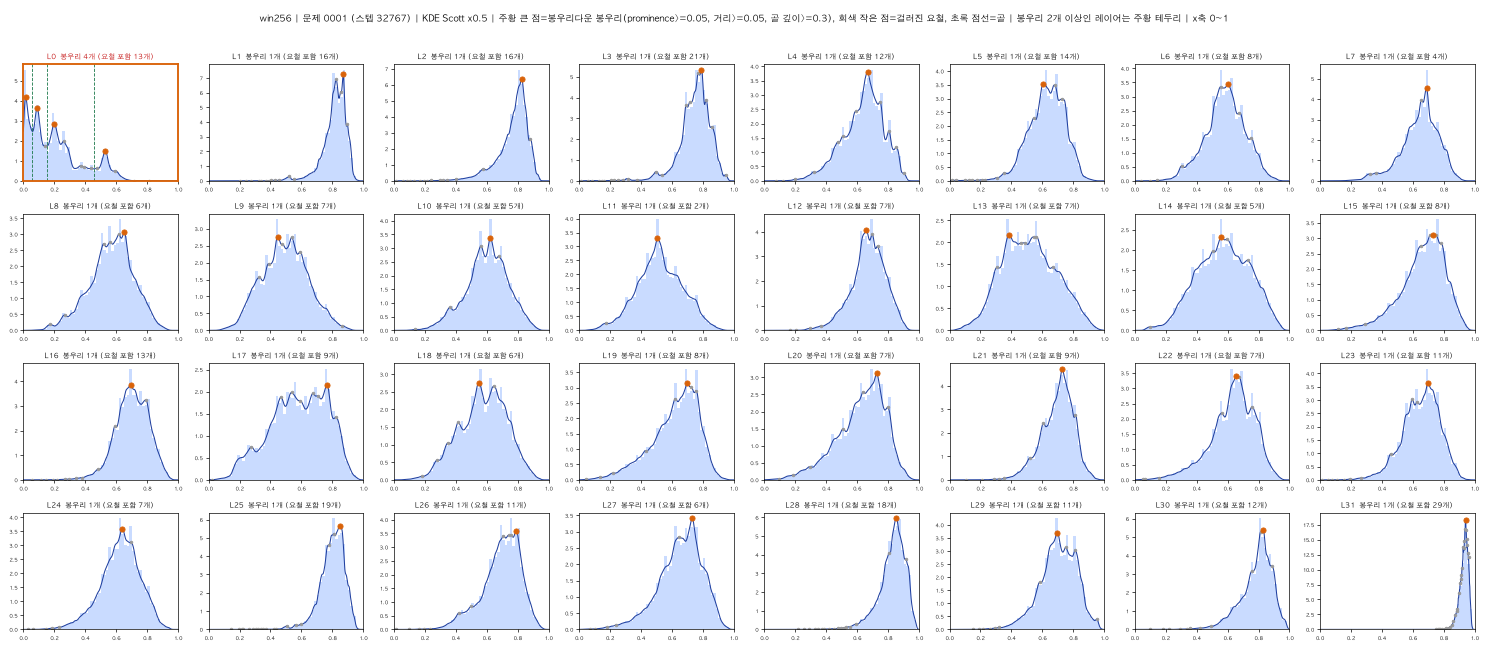 win256 | 문제 0001 (스텝 32767) | KDE Scott x0.5 | 주황 큰 점=봉우리다운 봉우리(prominence>=0.05, 거리>=0.05, 골 깊이>=0.3), 회색 작은 점=걸러진 요철, 초록 점선=골 | 봉우리 2개 이상인 레이어는 주황 테두리 | x축 0~1
L0 봉우리 4개 (요철 포함 13개)
L1 봉우리 1개 (요철 포함 16개)
L2 봉우리 1개 (요철 포함 16개)
L3 봉우리 1개 (요철 포함 21개)
L4 봉우리 1개 (요철 포함 12개)
L5 봉우리 1개 (요철 포함 14개)
L6 봉우리 1개 (요철 포함 8개)
L7 봉우리 1개 (요철 포함 4개)
L8 봉우리 1개 (요철 포함 6개)
L9 봉우리 1개 (요철 포함 7개)
L10 봉우리 1개 (요철 포함 5개)
L11 봉우리 1개 (요철 포함 2개)
L12 봉우리 1개 (요철 포함 7개)
L13 봉우리 1개 (요철 포함 7개)
L14 봉우리 1개 (요철 포함 5개)
L15 봉우리 1개 (요철 포함 8개)
L16 봉우리 1개 (요철 포함 13개)
L17 봉우리 1개 (요철 포함 9개)
L18 봉우리 1개 (요철 포함 6개)
L19 봉우리 1개 (요철 포함 8개)
L20 봉우리 1개 (요철 포함 7개)
L21 봉우리 1개 (요철 포함 9개)
L22 봉우리 1개 (요철 포함 7개)
L23 봉우리 1개 (요철 포함 11개)
L24 봉우리 1개 (요철 포함 7개)
L25 봉우리 1개 (요철 포함 19개)
L26 봉우리 1개 (요철 포함 11개)
L27 봉우리 1개 (요철 포함 6개)
L28 봉우리 1개 (요철 포함 18개)
L29 봉우리 1개 (요철 포함 11개)
L30 봉우리 1개 (요철 포함 12개)
L31 봉우리 1개 (요철 포함 29개)